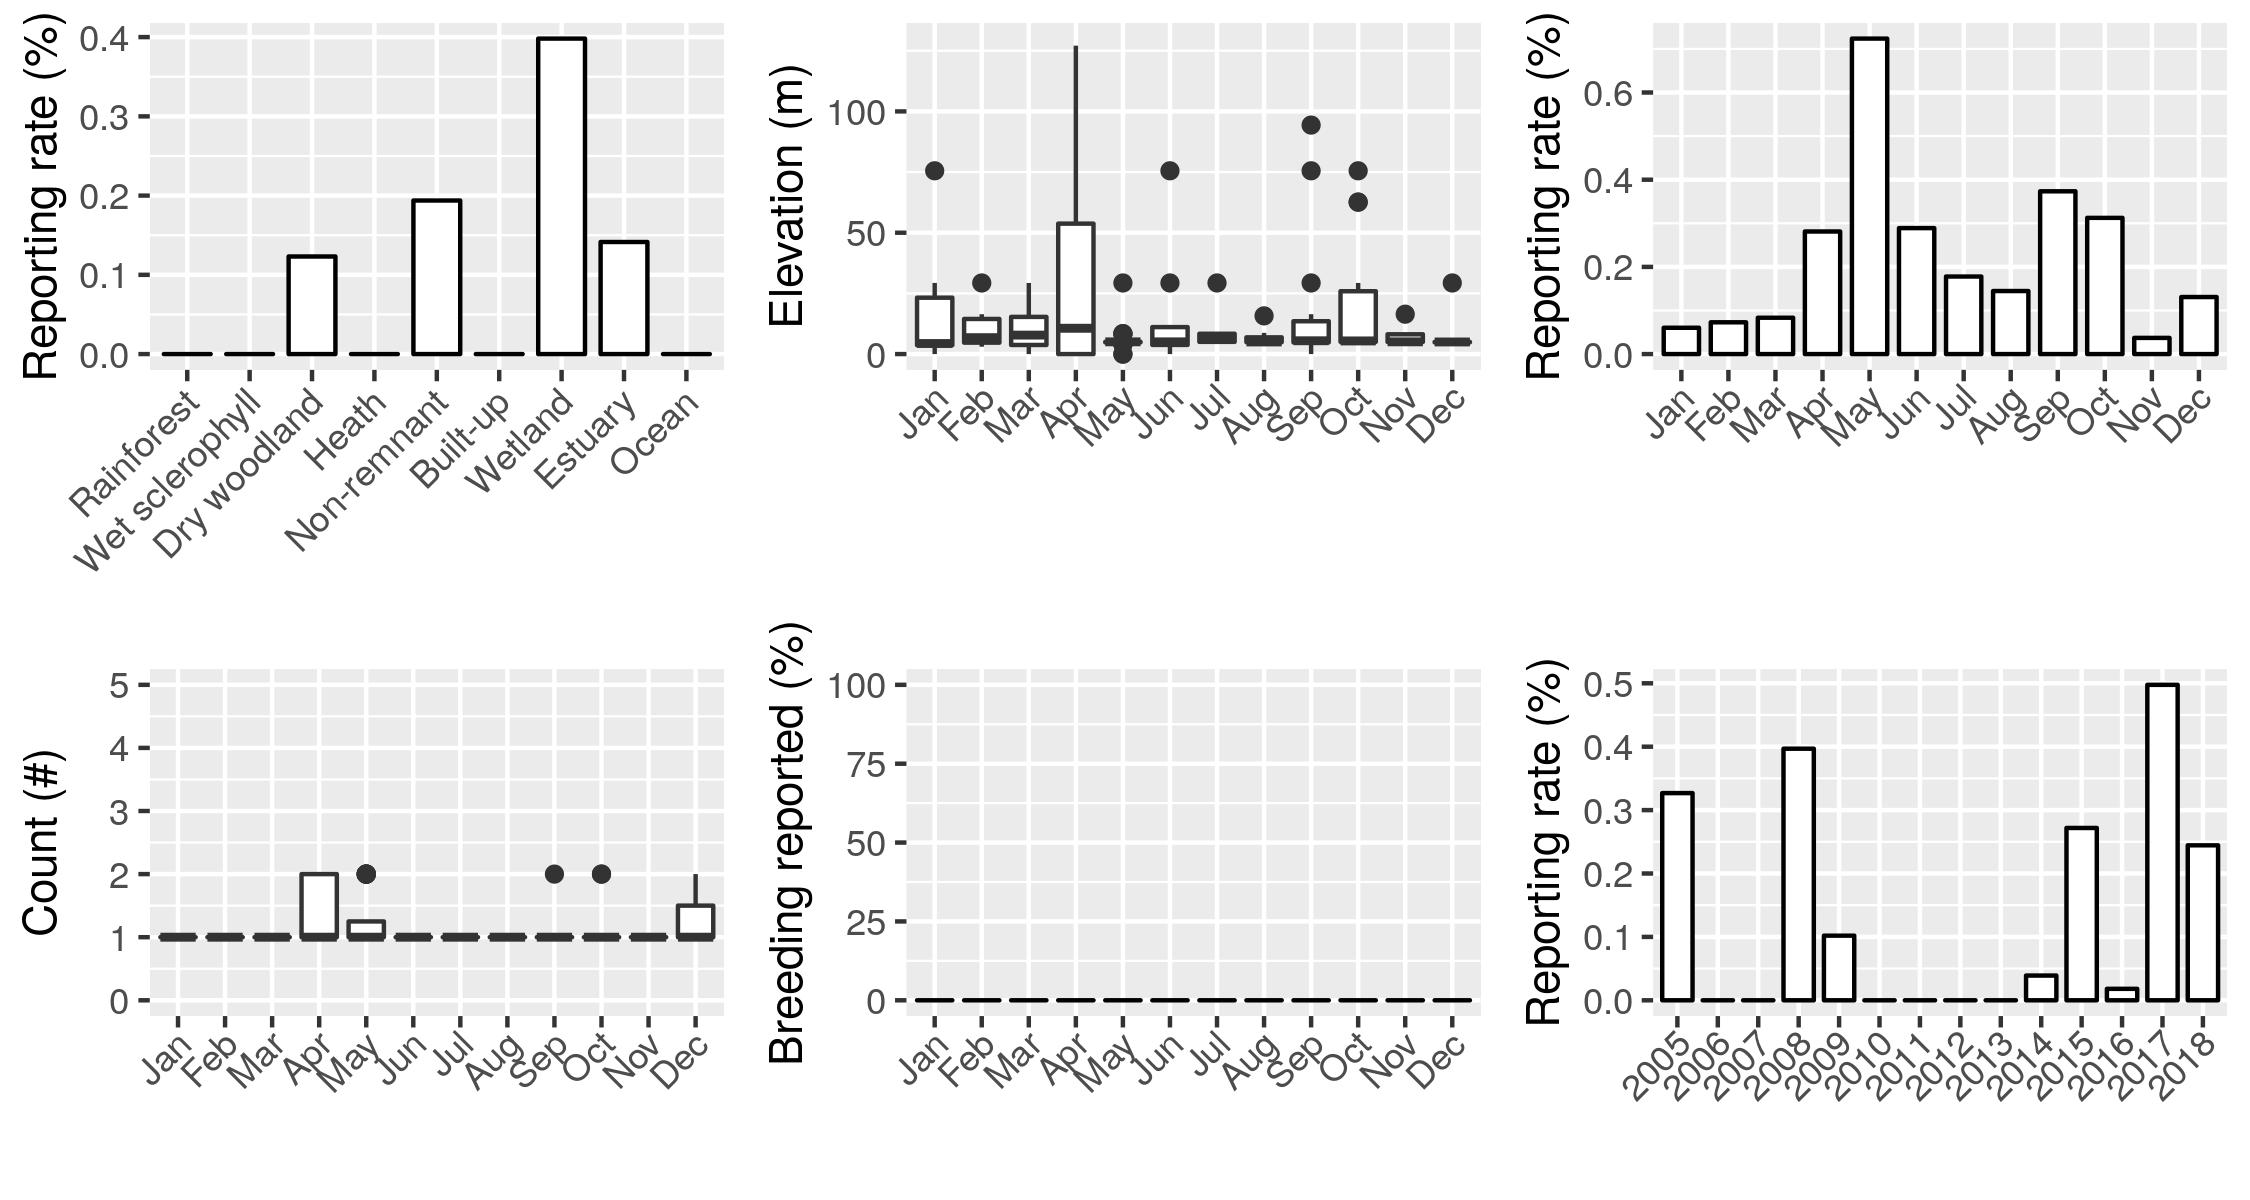 Reporting rate (%)
0.4
0.3
0.2
0.1
0.0
Rainforest
Wet sclerophyll
Dry woodland
Heath
Non-remnant
Built-up
Wetland
Estuary
Ocean
Elevation (m)
100
50
0
Jan Feb Mar Apr May Jun Jul Aug Sep Oct Nov Dec
Reporting rate (%)
0.6
0.4
0.2
0.0
Jan Feb Mar Apr May Jun Jul Aug Sep Oct Nov Dec
Count (#)
5
4
3
2
1
0
Jan Feb Mar Apr May Jun Jul Aug Sep Oct Nov Dec
Breeding reported (%)
100
75
50
25
0
Jan Feb Mar Apr May Jun Jul Aug Sep Oct Nov Dec
Reporting rate (%)
0.5
0.4
0.3
0.2
0.1
0.0
2005 2006 2007 2008 2009 2010 2011 2012 2013 2014 2015 2016 2017 2018